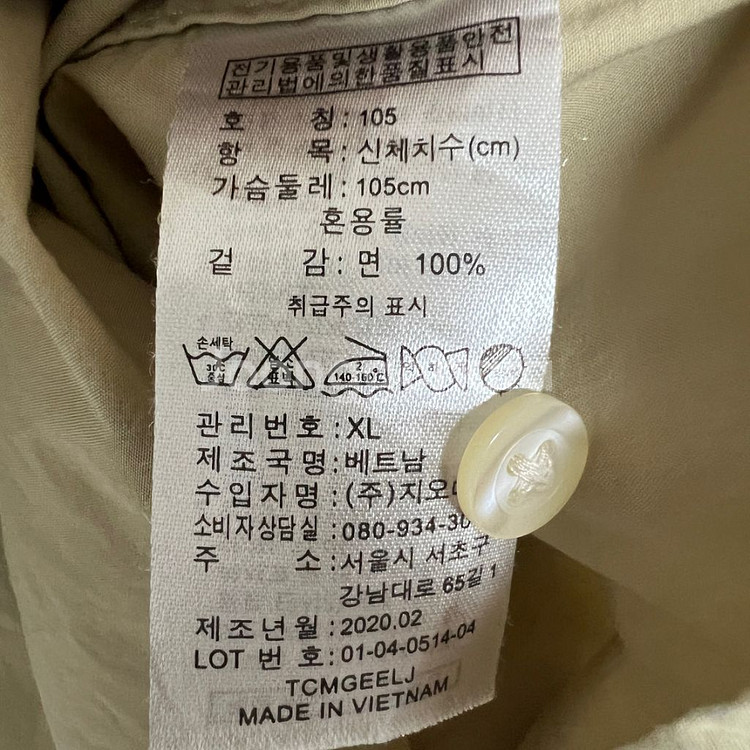 전기용품및생활용품안전
관리법에의한품질표시
호 칭 : 105
항 목 : 신체치수(cm)
가슴둘레 : 105cm
혼용률
겉 감 : 면 100%
취급주의 표시
손세탁
30℃
중성
표백
2
140-160℃
관리번호 : XL
제조국명 : 베트남
수입자명 : (주)지오
소비자상담실 : 080-934-30
주 소 : 서울시 서초구
강남대로 65길 1
제조년월 : 2020.02
LOT 번 호 : 01-04-0514-04
TCMGEELJ
MADE IN VIETNAM